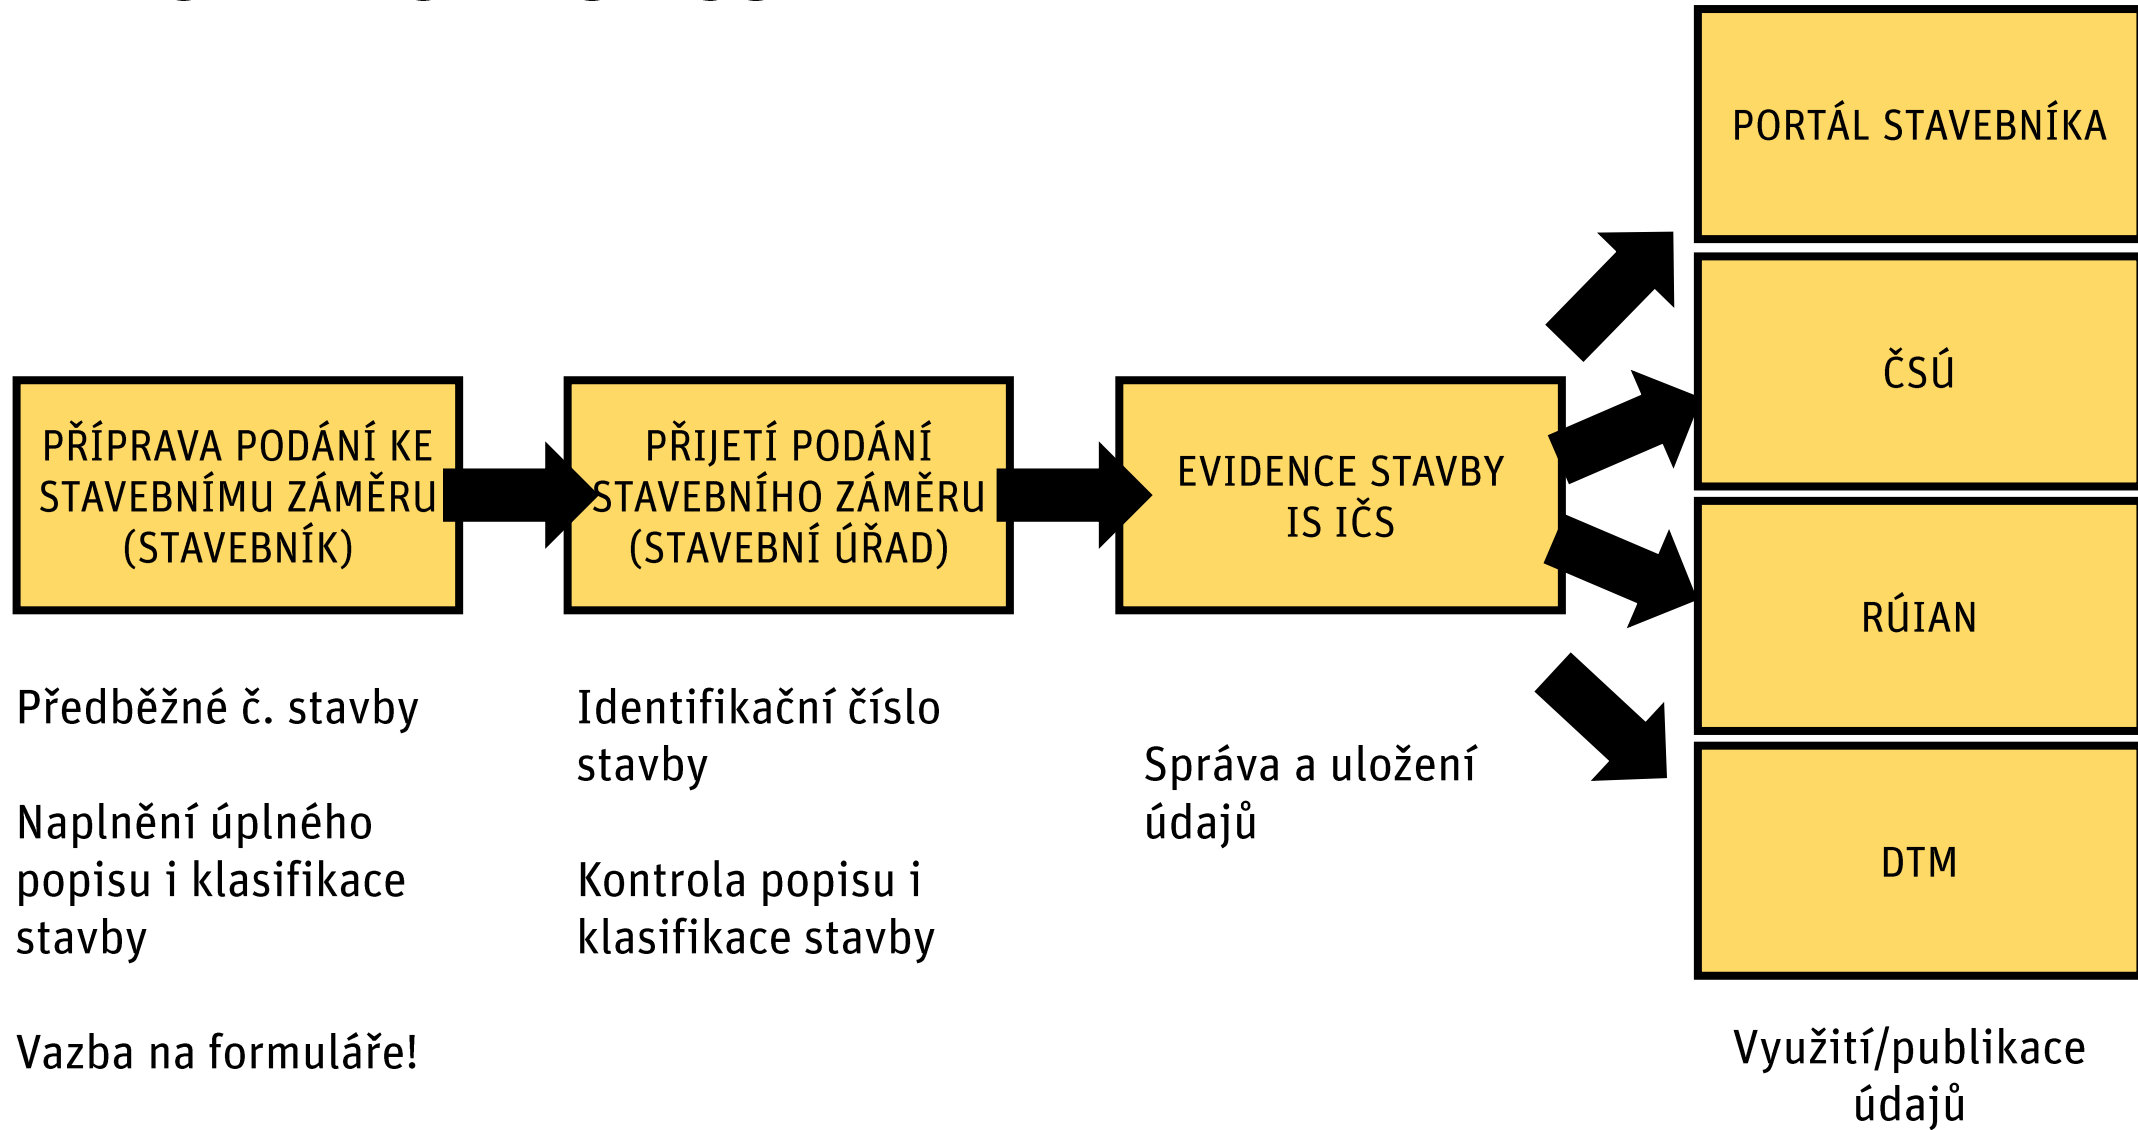 PŘÍPRAVA PODÁNÍ KE
STAVEBNÍMU ZÁMĚRU
(STAVEBNÍK)
Předběžné č. stavby
Naplnění úplného
popisu i klasifikace
stavby
Vazba na formuláře!
PŘIJETÍ PODÁNÍ
STAVEBNÍHO ZÁMĚRU
(STAVEBNÍ ÚŘAD)
Identifikační číslo
stavby
Kontrola popisu i
klasifikace stavby
EVIDENCE STAVBY
IS IČS
Správa a uložení
údajů
PORTÁL STAVEBNÍKA
ČSÚ
RÚIAN
DTM
Využití/publikace
údajů